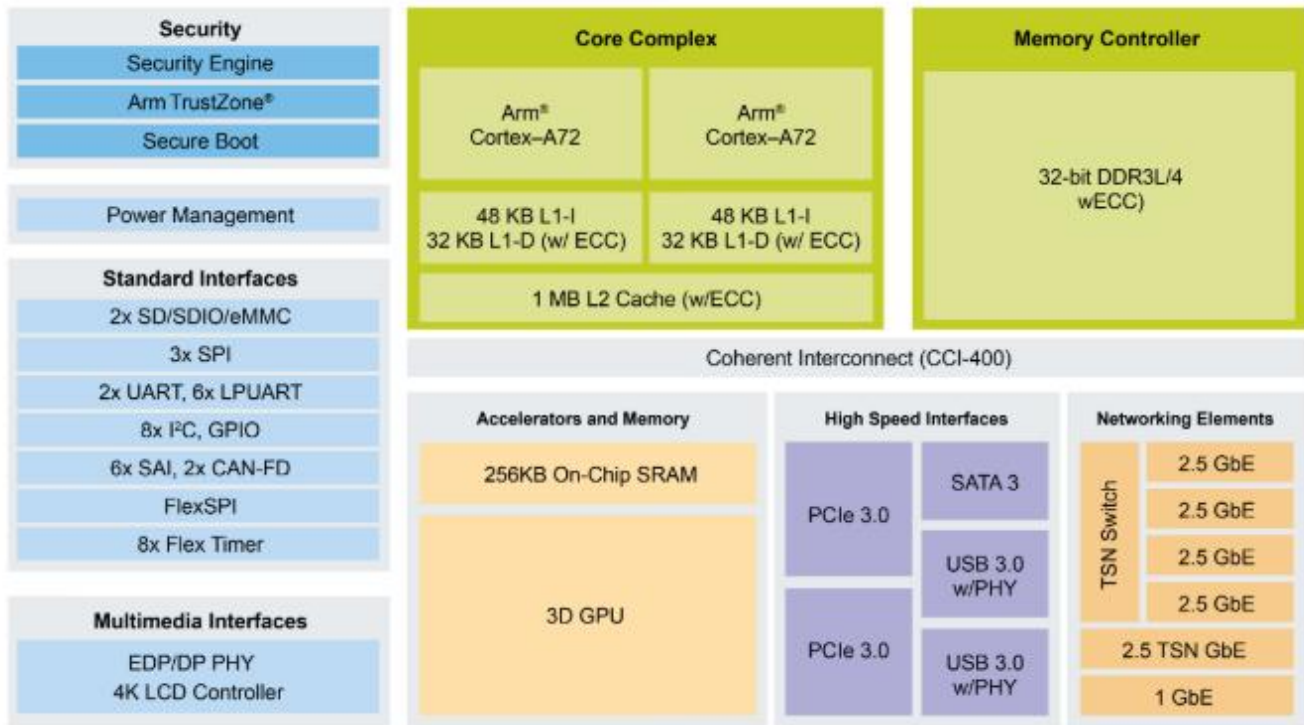 Security
Security Engine
Arm TrustZone®
Secure Boot
Power Management
Standard Interfaces
2x SD/SDIO/eMMC
3x SPI
2x UART, 6x LPUART
8x I²C, GPIO
6x SAI, 2x CAN-FD
FlexSPI
8x Flex Timer
Multimedia Interfaces
EDP/DP PHY
4K LCD Controller
Core Complex
Arm®
Cortex–A72
Arm®
Cortex–A72
48 KB L1-I
32 KB L1-D (w/ ECC)
48 KB L1-I
32 KB L1-D (w/ ECC)
1 MB L2 Cache (w/ECC)
Memory Controller
32-bit DDR3L/4
wECC)
Coherent Interconnect (CCI-400)
Accelerators and Memory
256KB On-Chip SRAM
3D GPU
High Speed Interfaces
PCIe 3.0
PCIe 3.0
SATA 3
USB 3.0
w/PHY
USB 3.0
w/PHY
Networking Elements
TSN Switch
2.5 GbE
2.5 GbE
2.5 GbE
2.5 GbE
2.5 TSN GbE
1 GbE